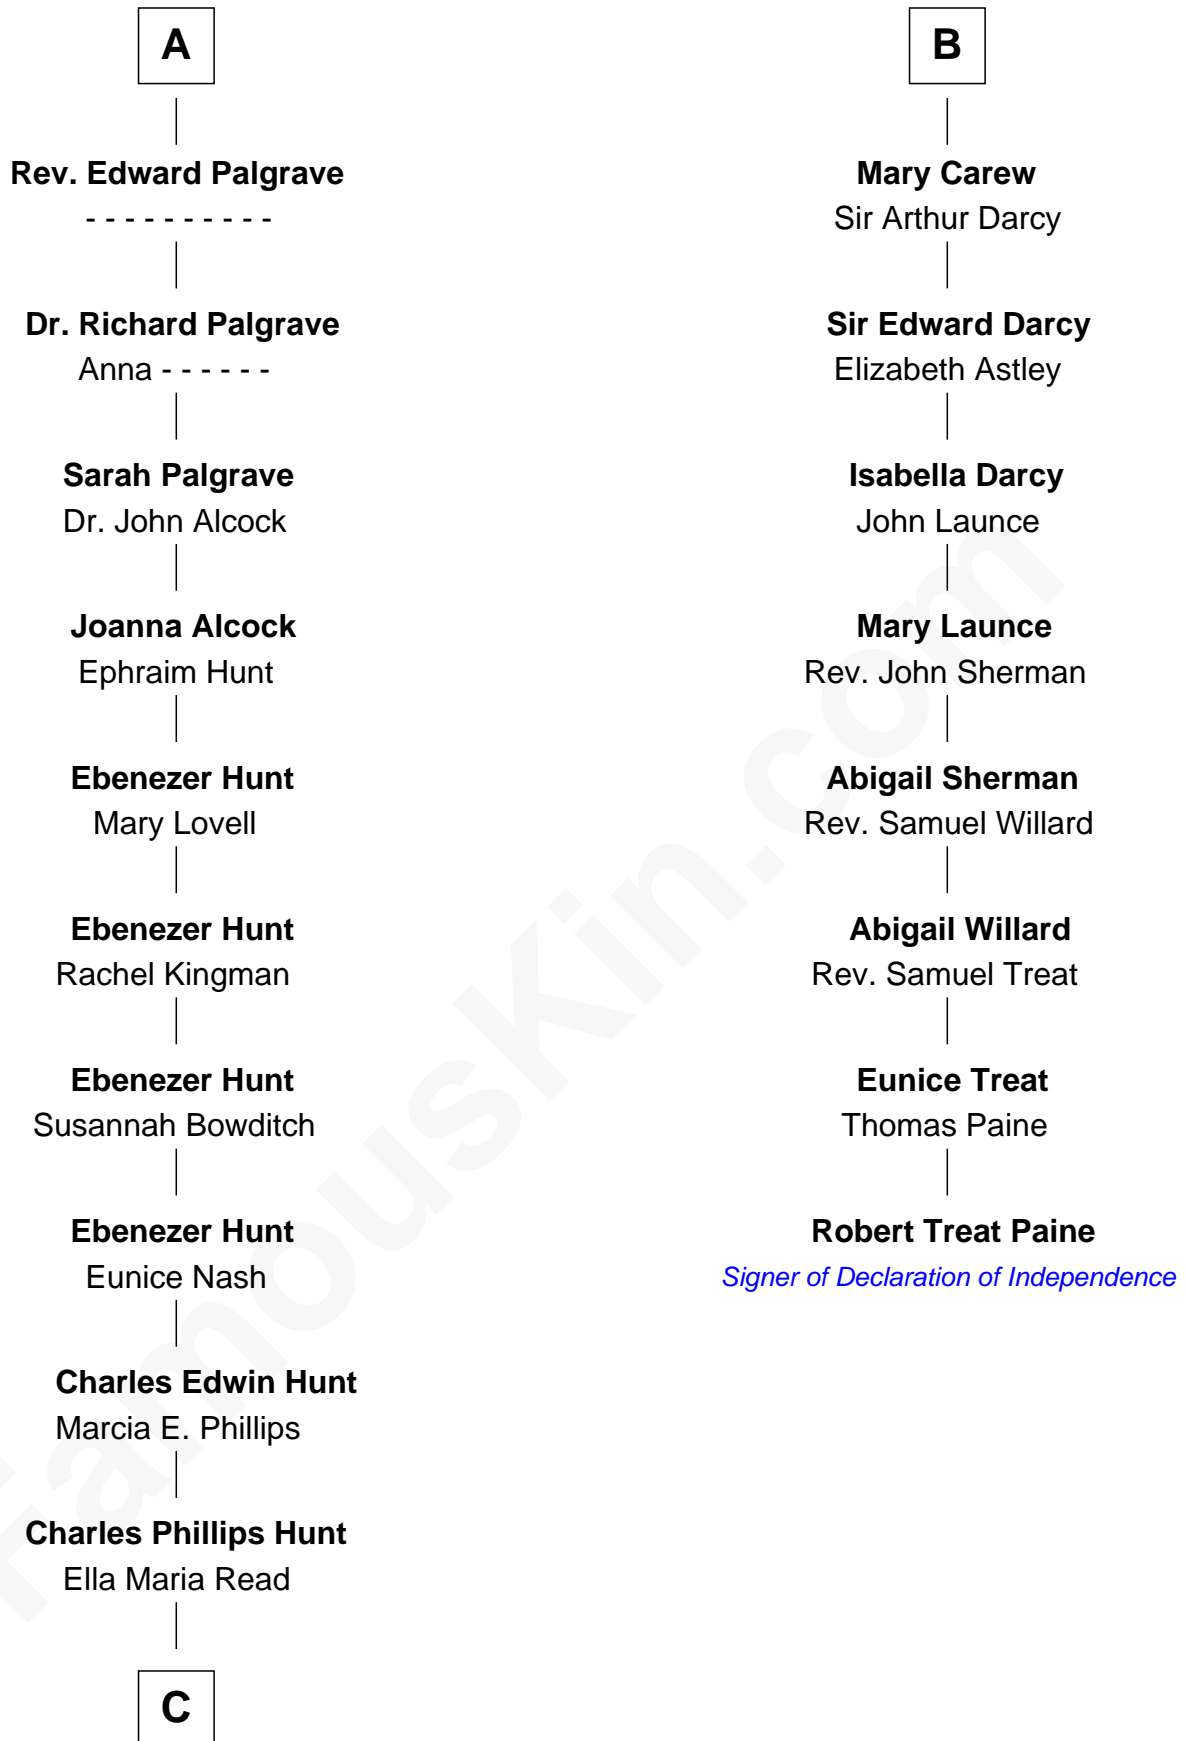 A
Rev. Edward Palgrave
- - - - - - - - - -
Dr. Richard Palgrave
Anna - - - - - -
Sarah Palgrave
Dr. John Alcock
Joanna Alcock
Ephraim Hunt
Ebenezer Hunt
Mary Lovell
Ebenezer Hunt
Rachel Kingman
Ebenezer Hunt
Susannah Bowditch
Ebenezer Hunt
Eunice Nash
Charles Edwin Hunt
Marcia E. Phillips
Charles Phillips Hunt
Ella Maria Read
C
B
Mary Carew
Sir Arthur Darcy
Sir Edward Darcy
Elizabeth Astley
Isabella Darcy
John Launce
Mary Launce
Rev. John Sherman
Abigail Sherman
Rev. Samuel Willard
Abigail Willard
Rev. Samuel Treat
Eunice Treat
Thomas Paine
Robert Treat Paine
Signer of Declaration of Independence
FamousKin.com